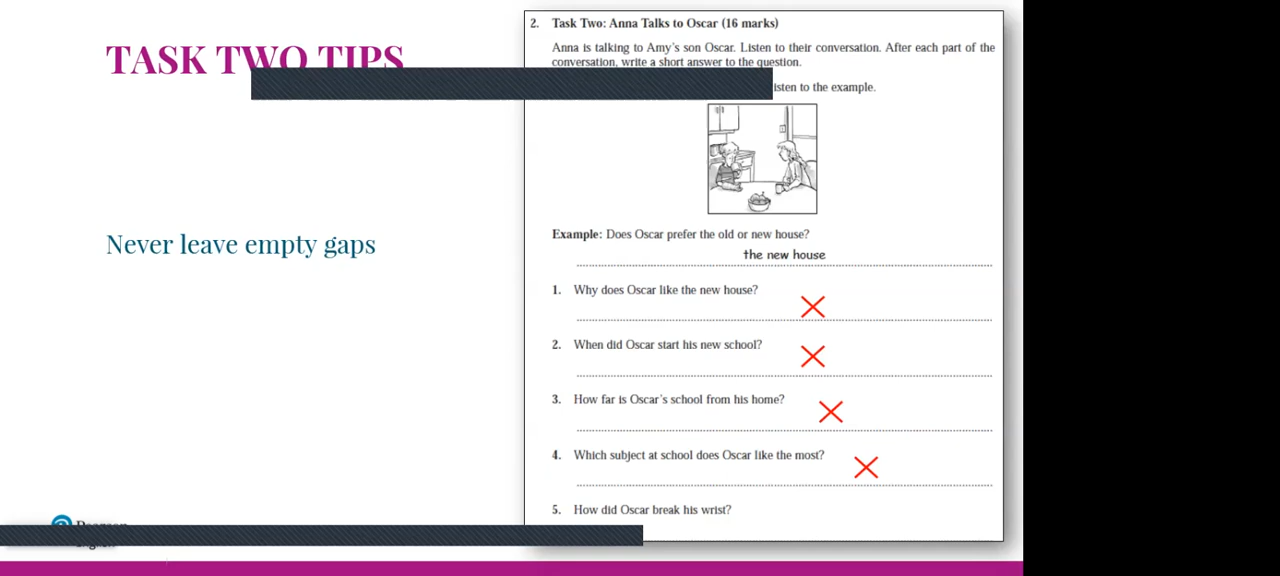 TASK TWO TIPS
Never leave empty gaps
2. Task Two: Anna Talks to Oscar (16 marks)
Anna is talking to Amy's son Oscar. Listen to their conversation. After each part of the
conversation, write a short answer to the question.
listen to the example.
Example: Does Oscar prefer the old or new house?
the new house
1. Why does Oscar like the new house?
2. When did Oscar start his new school?
3. How far is Oscar's school from his home?
4. Which subject at school does Oscar like the most?
5. How did Oscar break his wrist?